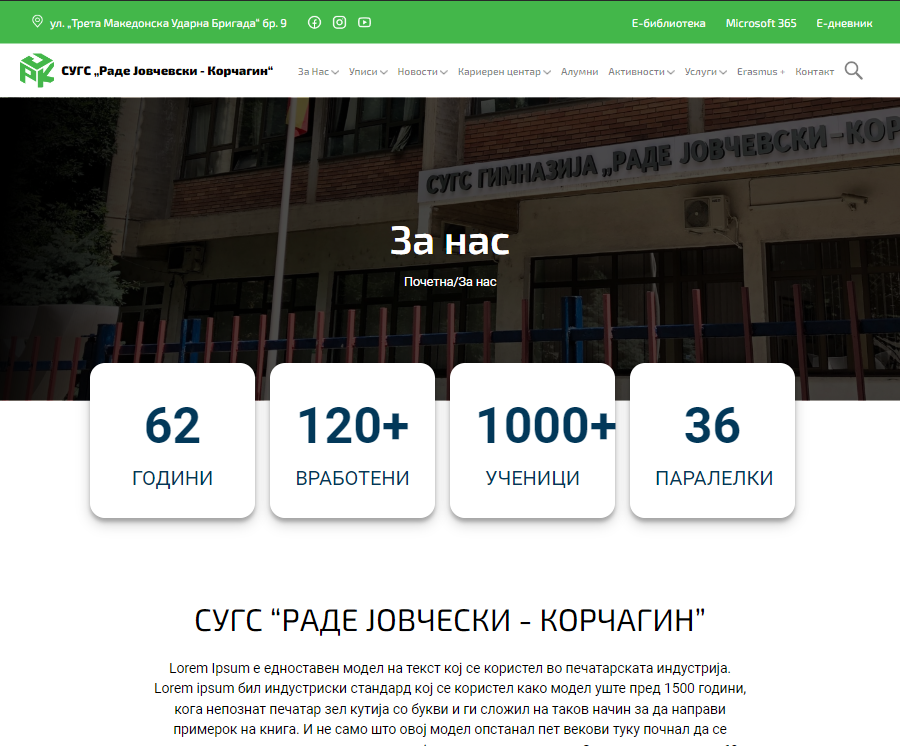 ул. „Трета Македонска Ударна Бригада“ бр. 9 Е-библиотека Microsoft 365 Е-дневник
СУГС „Раде Јовчевски - Корчагин“ За Нас Уписи Новости Кариерен центар Алумни Активности Услуги Erasmus + Контакт
СУГС ГИМНАЗИЈА „РАДЕ ЈОВЧЕВСКИ-КОР
За нас
Почетна/За нас
62 120+ 1000+ 36
ГОДИНИ ВРАБОТЕНИ УЧЕНИЦИ ПАРАЛЕЛКИ
СУГС “РАДЕ ЈОВЧЕСКИ - КОРЧАГИН”
Lorem Ipsum е едноставен модел на текст кој се користел во печатарската индустрија.
Lorem ipsum бил индустриски стандард кој се користел како модел уште пред 1500 години,
кога непознат печатар зел кутија со букви и ги сложил на таков начин за да направи
примерок на книга. И не само што овој модел опстанал пет векови туку почнал да се